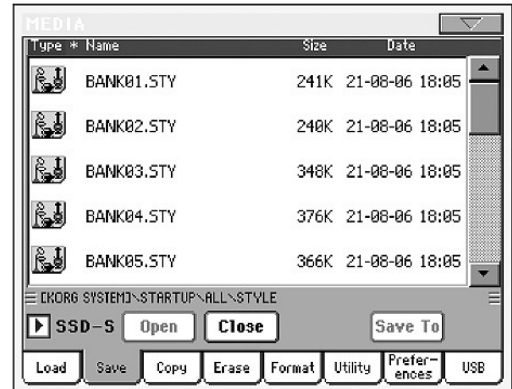 MEDIA
Type * Name Size Date
BANK01.STY 241K 21-08-06 18:05
BANK02.STY 240K 21-08-06 18:05
BANK03.STY 348K 21-08-06 18:05
BANK04.STY 376K 21-08-06 18:05
BANK05.STY 366K 21-08-06 18:05
[KORG SYSTEM]\STARTUP\ALL\STYLE
SSD-S Open Close Save To
Load Save Copy Erase Format Utility Prefer-ences USB